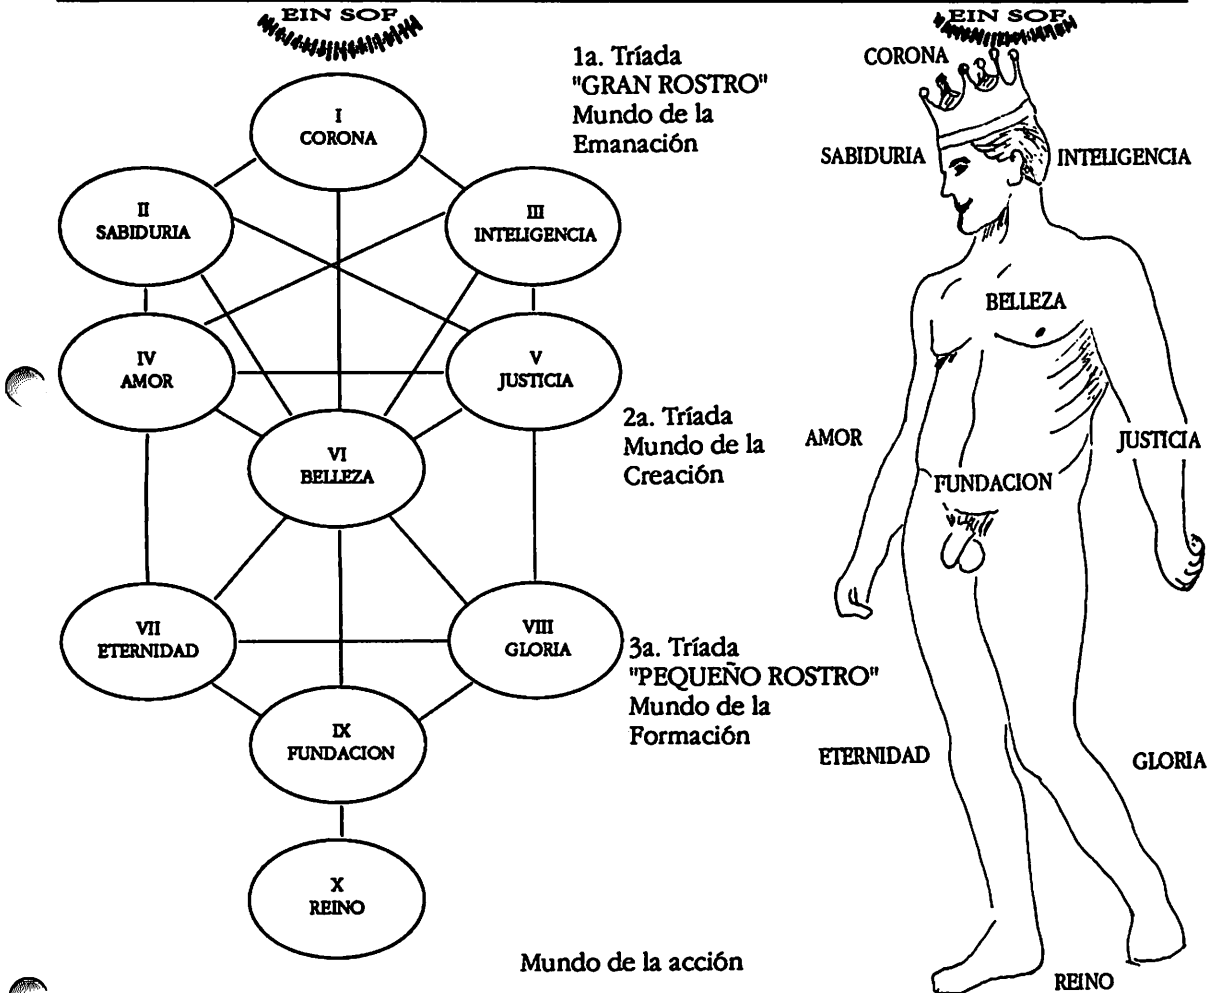 EIN SOF
I
CORONA
II
SABIDURIA
III
INTELIGENCIA
IV
AMOR
V
JUSTICIA
VI
BELLEZA
VII
ETERNIDAD
VIII
GLORIA
IX
FUNDACION
X
REINO
1a. Tríada
"GRAN ROSTRO"
Mundo de la
Emanación
2a. Tríada
Mundo de la
Creación
3a. Tríada
"PEQUEÑO ROSTRO"
Mundo de la
Formación
Mundo de la acción
EIN SOF
CORONA
SABIDURIA
INTELIGENCIA
BELLEZA
AMOR
JUSTICIA
FUNDACION
ETERNIDAD
GLORIA
REINO